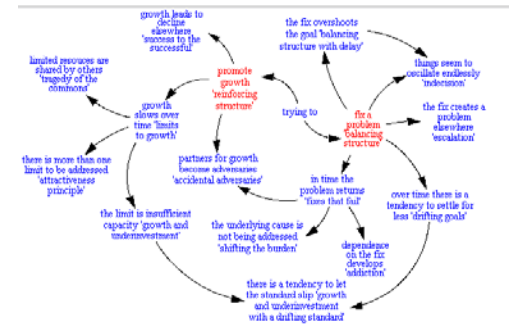 growth leads to
decline
elsewhere
'success to the
successful'
the fix overshoots
the goal 'balancing
structure with delay'
limited resouces are
shared by others
'tragedy of the
commons'
promote
growth
'reinforcing
structure'
things seem to
oscillate endlessly
'indecision'
growth
slows over
time 'limits
to growth'
trying to
fix a
problem
'balancing
structure'
the fix creates a
problem
elsewhere
'escalation'
there is more than one
limit to be addressed
'attractiveness
principle'
partners for growth
become adversaries
'accidental adversaries'
in time the
problem returns
'fixes that fail'
over time there is a
tendency to settle for
less 'drifting goals'
the limit is insufficient
capacity 'growth and
underinvestment'
the underlying cause is
not being addressed
'shifting the burden'
dependence
on the fix
develops
'addiction'
there is a tendency to let
the standard slip 'growth
and underinvestment
with a drifting standard'